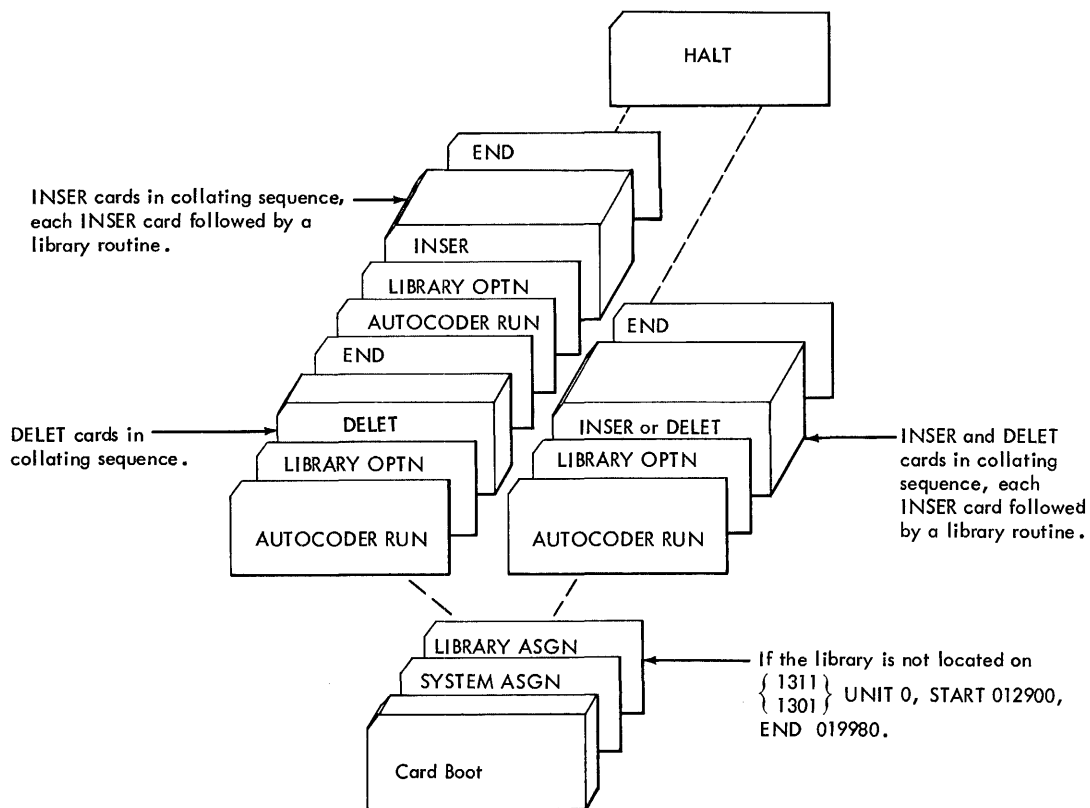 HALT
END
INSER cards in collating sequence,
each INSER card followed by a
library routine.
INSER
LIBRARY OPTN
AUTOCODER RUN
END
END
DELET cards in
collating sequence.
DELET
LIBRARY OPTN
AUTOCODER RUN
INSER or DELET
LIBRARY OPTN
AUTOCODER RUN
INSER and DELET
cards in collating
sequence, each
INSER card followed
by a library routine.
LIBRARY ASGN
SYSTEM ASGN
Card Boot
If the library is not located on
{ 1311 }
{ 1301 } UNIT 0, START 012900,
END 019980.